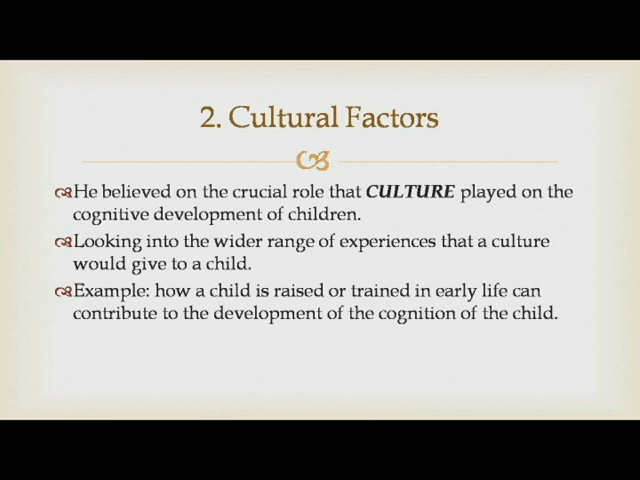 2. Cultural Factors
He believed on the crucial role that CULTURE played on the
cognitive development of children.
Looking into the wider range of experiences that a culture
would give to a child.
Example: how a child is raised or trained in early life can
contribute to the development of the cognition of the child.